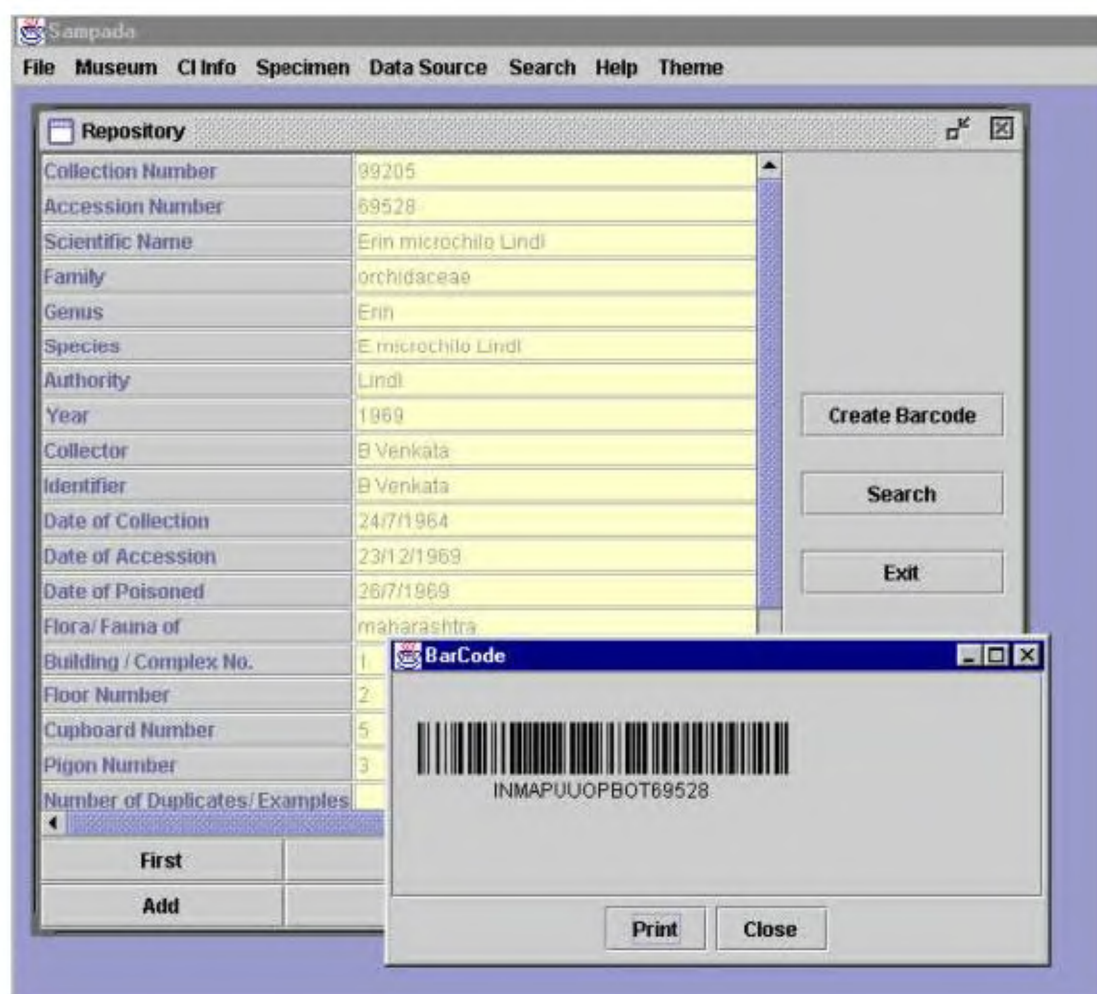 Sampada
File Museum CI Info Specimen Data Source Search Help Theme
Repository
Collection Number 99205
Accession Number 69528
Scientific Name Erin microchilo Lindl
Family orchidaceae
Genus Erin
Species E microchilo Lindl
Authority Lindl
Year 1969
Collector B Venkata
Identifier B Venkata
Date of Collection 24/7/1964
Date of Accession 23/12/1969
Date of Poisoned 26/7/1969
Flora/ Fauna of maharashtra
Building / Complex No. 1
Floor Number 2
Cupboard Number 5
Pigon Number 3
Number of Duplicates/ Examples
First
Add
Create Barcode
Search
Exit
BarCode
INMAPUUOPBOT69528
Print Close